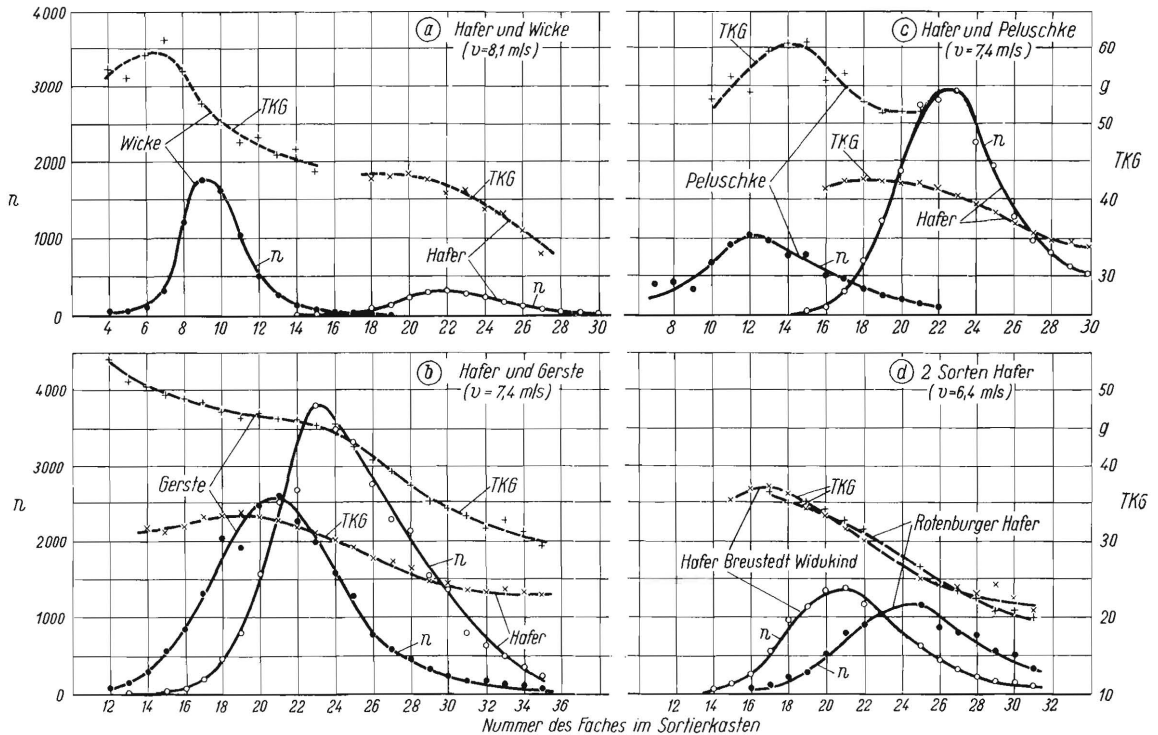 4000
3000
2000
1000
0
n
a Hafer und Wicke
(v=8,1 m/s)
TKG
Wicke
n
TKG
Hafer
n
4 6 8 10 12 14 16 18 20 22 24 26 28 30
c Hafer und Peluschke
(v=7,4 m/s)
TKG
TKG
n
Peluschke
Hafer
n
8 10 12 14 16 18 20 22 24 26 28 30
60
g
50
TKG
40
30
4000
3000
2000
1000
0
n
b Hafer und Gerste
(v=7,4 m/s)
Gerste
TKG
TKG
n
n
Hafer
12 14 16 18 20 22 24 26 28 30 32 34 36
d 2 Sorten Hafer
(v=6,4 m/s)
TKG
Rotenburger Hafer
Hafer Breustedt Widukind
n
n
12 14 16 18 20 22 24 26 28 30 32 34
50
g
40
TKG
30
20
10
Nummer des Faches im Sortierkasten